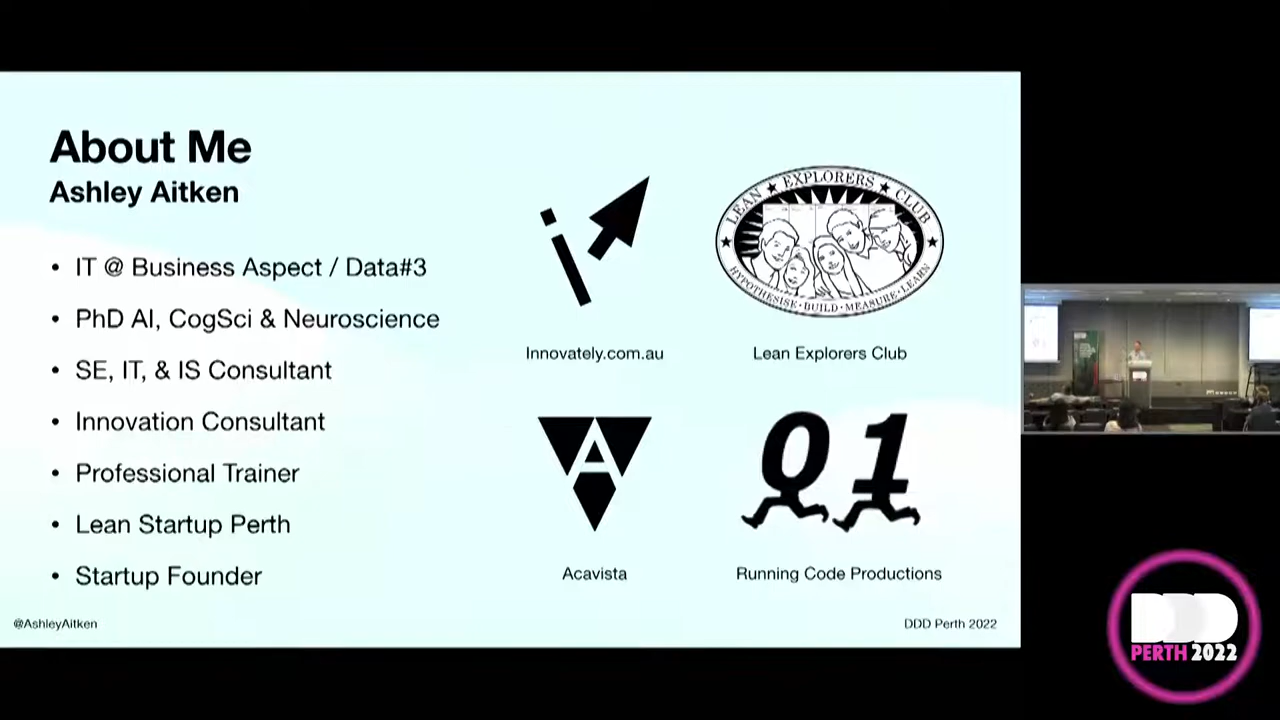 About Me
Ashley Aitken
• IT @ Business Aspect / Data#3
• PhD AI, CogSci & Neuroscience
• SE, IT, & IS Consultant
• Innovation Consultant
• Professional Trainer
• Lean Startup Perth
• Startup Founder
i
Innovately.com.au
LEAN ★ EXPLORERS ★ CLUB
HYPOTHESISE · BUILD · MEASURE · LEARN
Lean Explorers Club
A
Acavista
01
Running Code Productions
@AshleyAitken
DDD Perth 2022
DDD
PERTH 2022